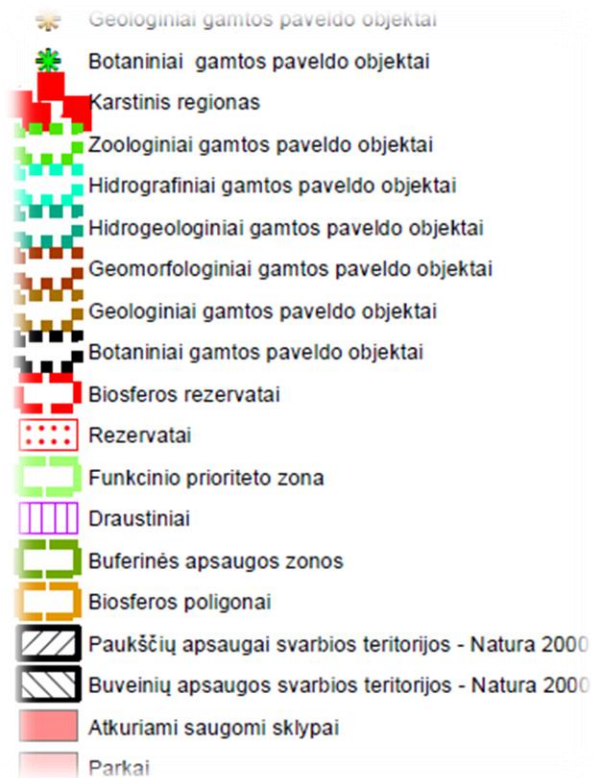 Geologiniai gamtos paveldo objektai
Botaniniai gamtos paveldo objektai
Karstinis regionas
Zoologiniai gamtos paveldo objektai
Hidrografiniai gamtos paveldo objektai
Hidrogeologiniai gamtos paveldo objektai
Geomorfologiniai gamtos paveldo objektai
Geologiniai gamtos paveldo objektai
Botaniniai gamtos paveldo objektai
Biosferos rezervatai
Rezervatai
Funkcinio prioriteto zona
Draustiniai
Buferinės apsaugos zonos
Biosferos poligonai
Paukščių apsaugai svarbios teritorijos - Natura 2000
Buveinių apsaugos svarbios teritorijos - Natura 2000
Atkuriami saugomi sklypai
Parkai